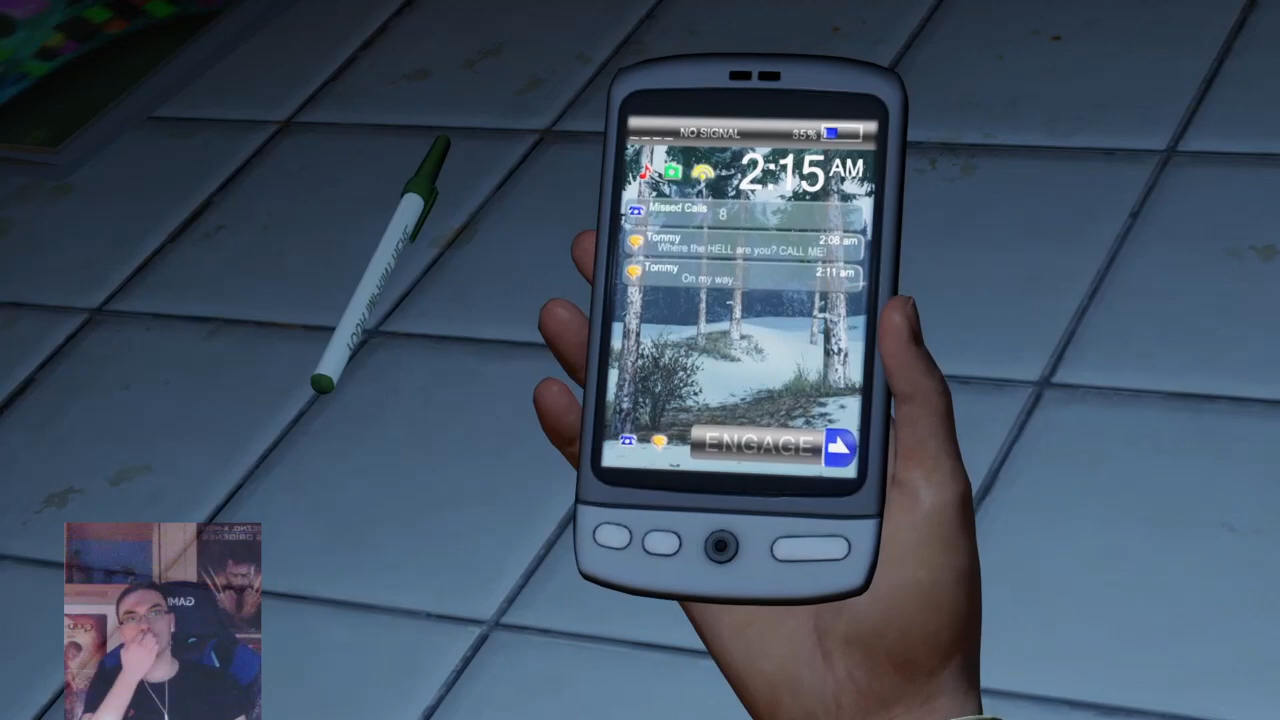 NO SIGNAL 35%
2:15 AM
Missed Calls 8
Tommy 2:08 am
Where the HELL are you? CALL ME!
Tommy 2:11 am
On my way.
ENGAGE
GAMI